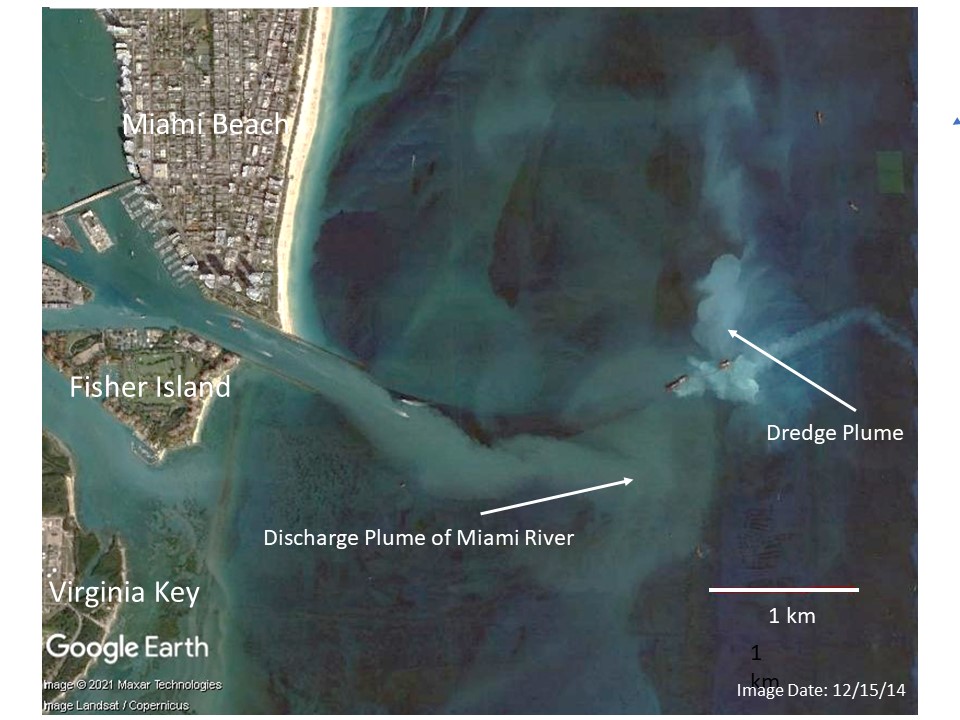 Miami Beach
Fisher Island
Dredge Plume
Discharge Plume of Miami River
Virginia Key
1 km
Google Earth
1
km
Image © 2021 Maxar Technologies
Image Date: 12/15/14
Image Landsat / Copernicus